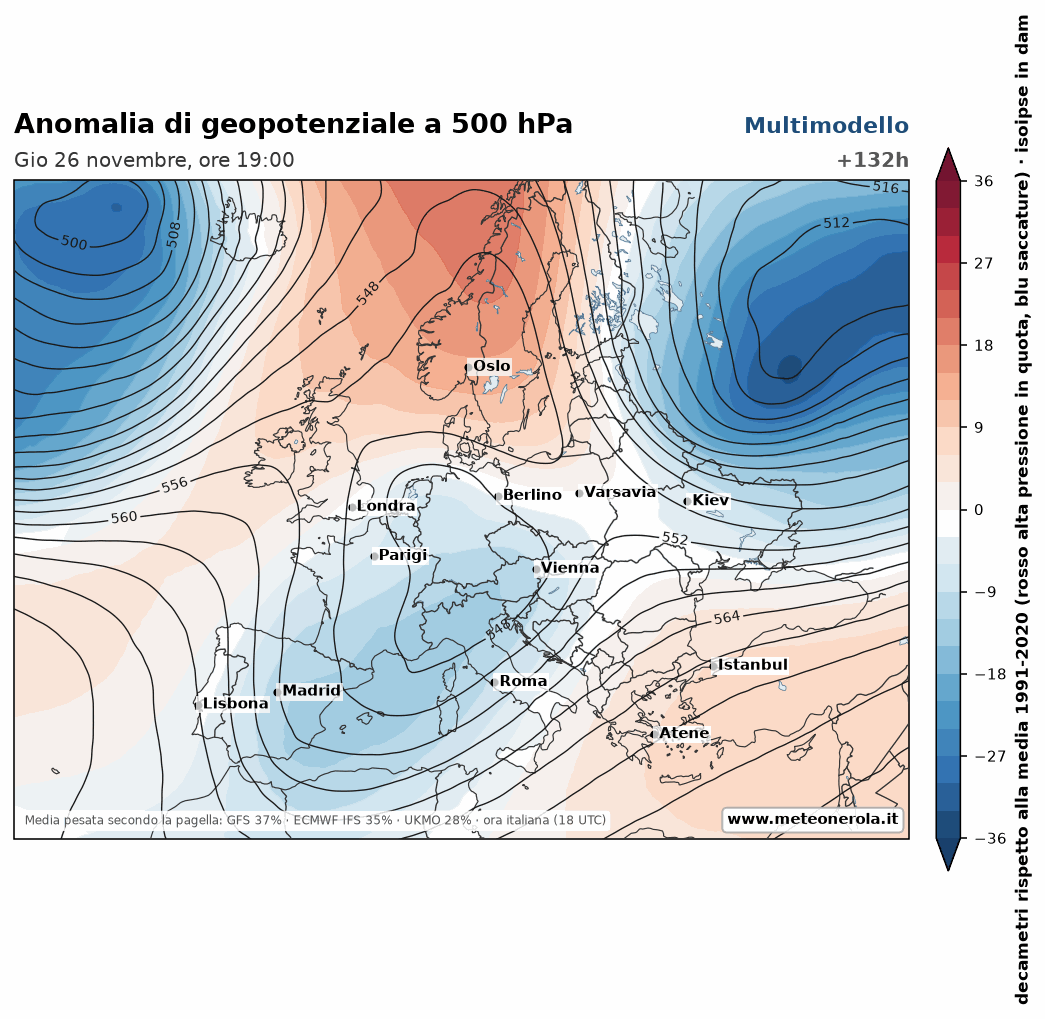 Anomalia di geopotenziale a 500 hPa
Multimodello
Gio 26 novembre, ore 19:00
+132h
516
512
500
508
548
Oslo
556
560
Londra
Berlino
Varsavia
Kiev
552
Parigi
Vienna
564
Istanbul
Roma
Madrid
Lisbona
Atene
Media pesata secondo la pagella: GFS 37% · ECMWF IFS 35% · UKMO 28% · ora italiana (18 UTC)
www.meteonerola.it
36
27
18
9
0
−9
−18
−27
−36
decametri rispetto alla media 1991-2020 (rosso alta pressione in quota, blu saccature) · isoipse in dam